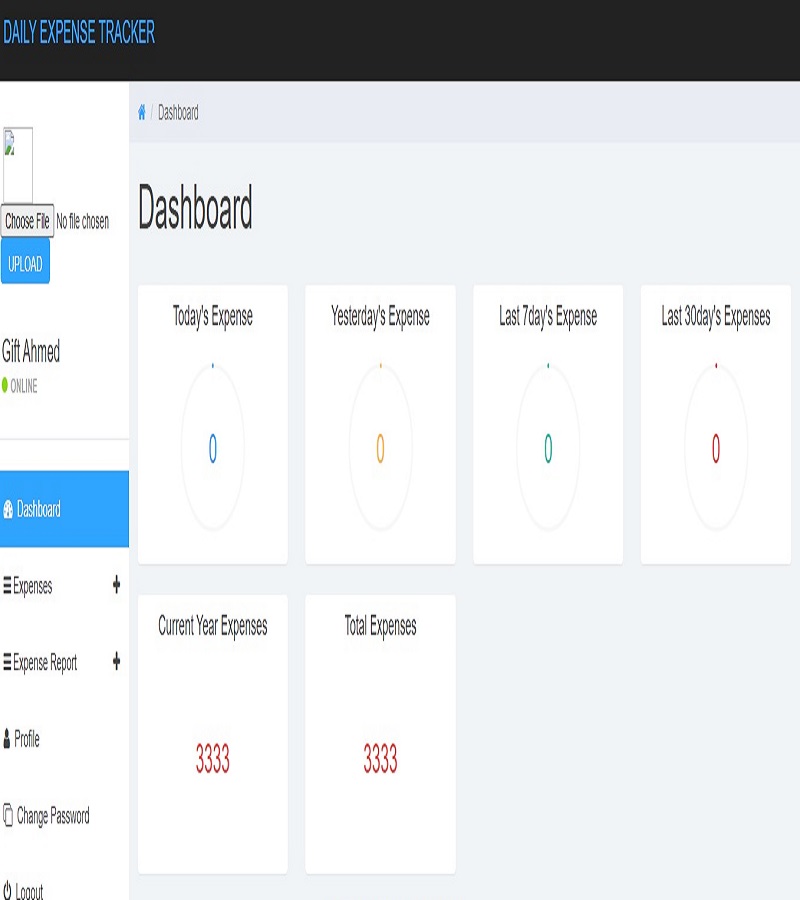 DAILY EXPENSE TRACKER
/ Dashboard
Dashboard
Choose File No file chosen
UPLOAD
Gift Ahmed
ONLINE
Dashboard
Expenses +
Expense Report +
Profile
Change Password
Logout
Today's Expense
0
Yesterday's Expense
0
Last 7day's Expense
0
Last 30day's Expenses
0
Current Year Expenses
3333
Total Expenses
3333